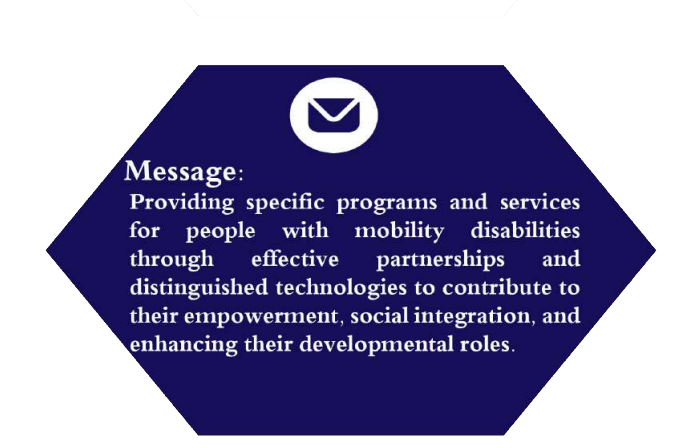 Message:
Providing specific programs and services
for people with mobility disabilities
through effective partnerships and
distinguished technologies to contribute to
their empowerment, social integration, and
enhancing their developmental roles.